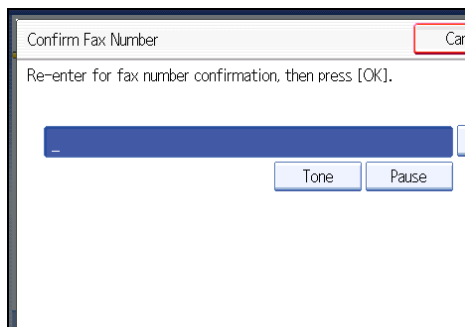 Confirm Fax Number
Re-enter for fax number confirmation, then press [OK].
_
Tone Pause